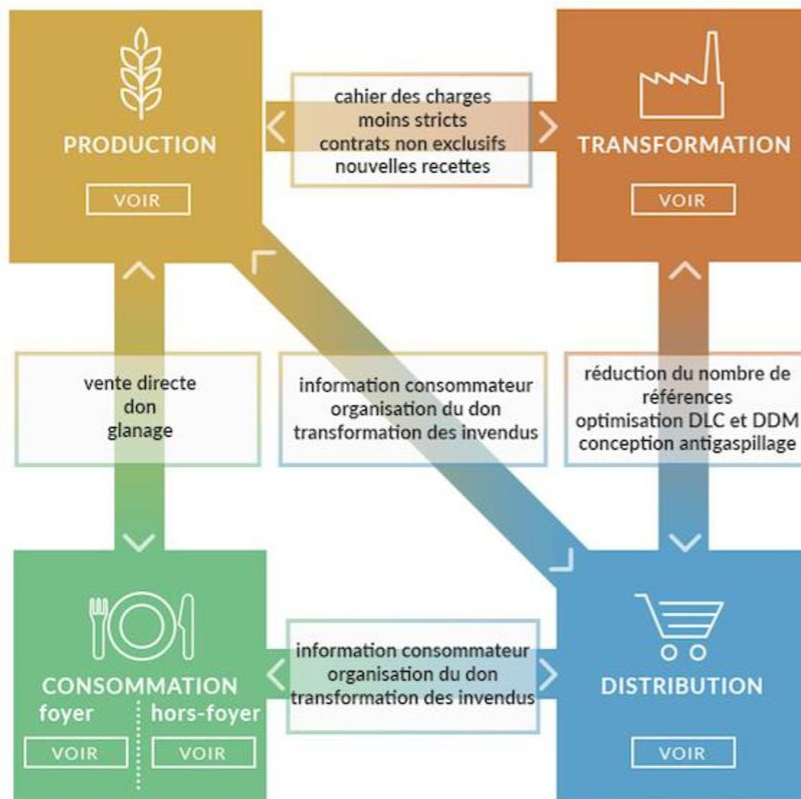 PRODUCTION
VOIR
cahier des charges
moins stricts
contrats non exclusifs
nouvelles recettes
TRANSFORMATION
VOIR
vente directe
don
glanage
information consommateur
organisation du don
transformation des invendus
réduction du nombre de
références
optimisation DLC et DDM
conception antigaspillage
CONSOMMATION
foyer
hors-foyer
VOIR
VOIR
information consommateur
organisation du don
transformation des invendus
DISTRIBUTION
VOIR